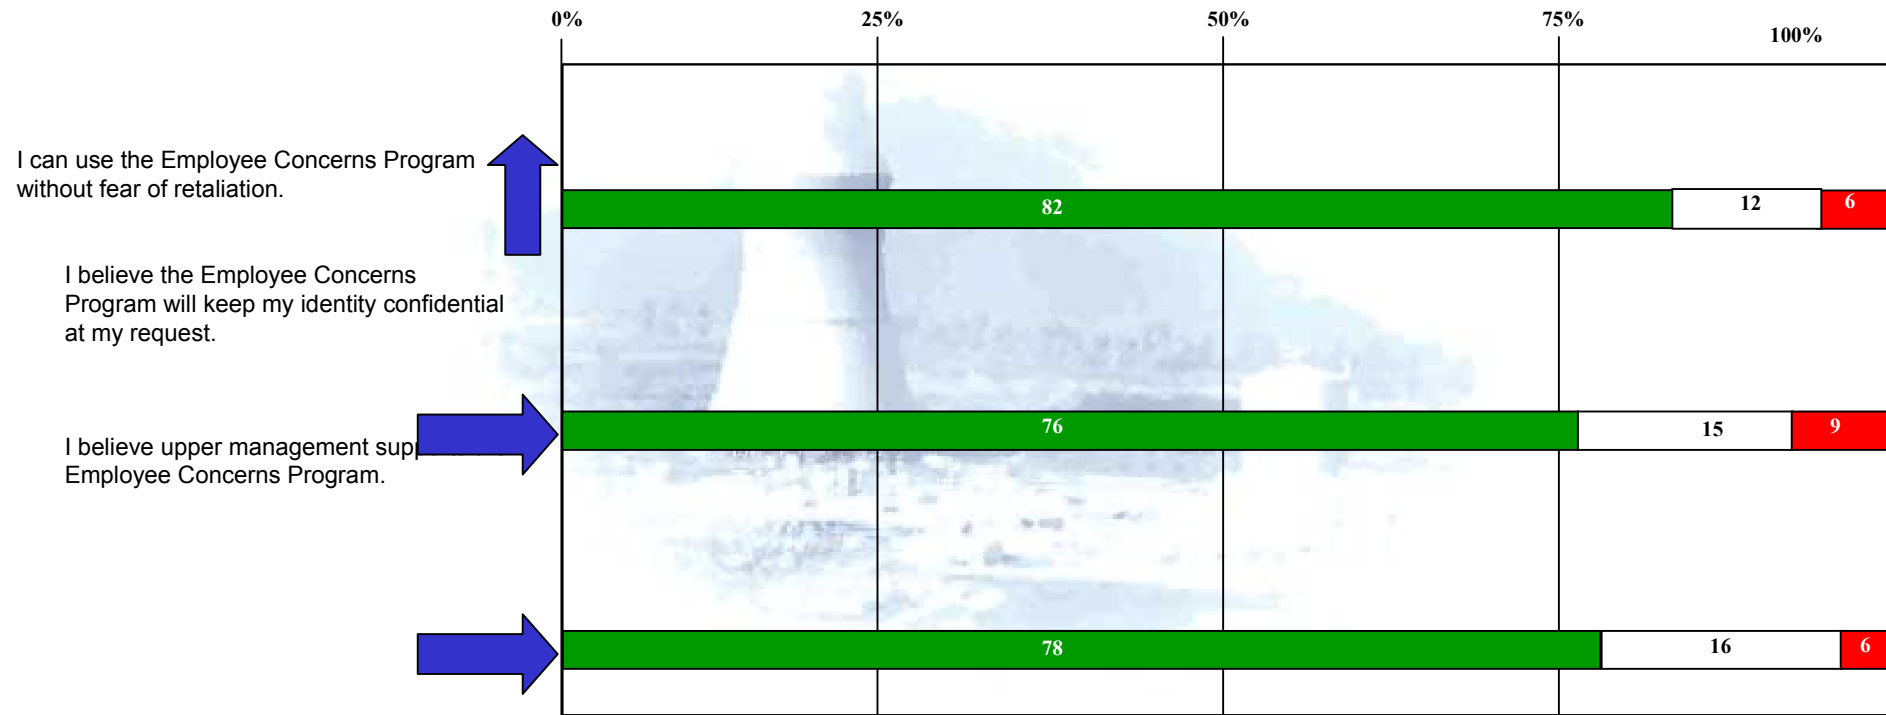 0% 25% 50% 75%
100%
I can use the Employee Concerns Program
without fear of retaliation.
82 12 6
I believe the Employee Concerns
Program will keep my identity confidential
at my request.
76 15 9
I believe upper management
Employee Concerns Program.
78 16 6